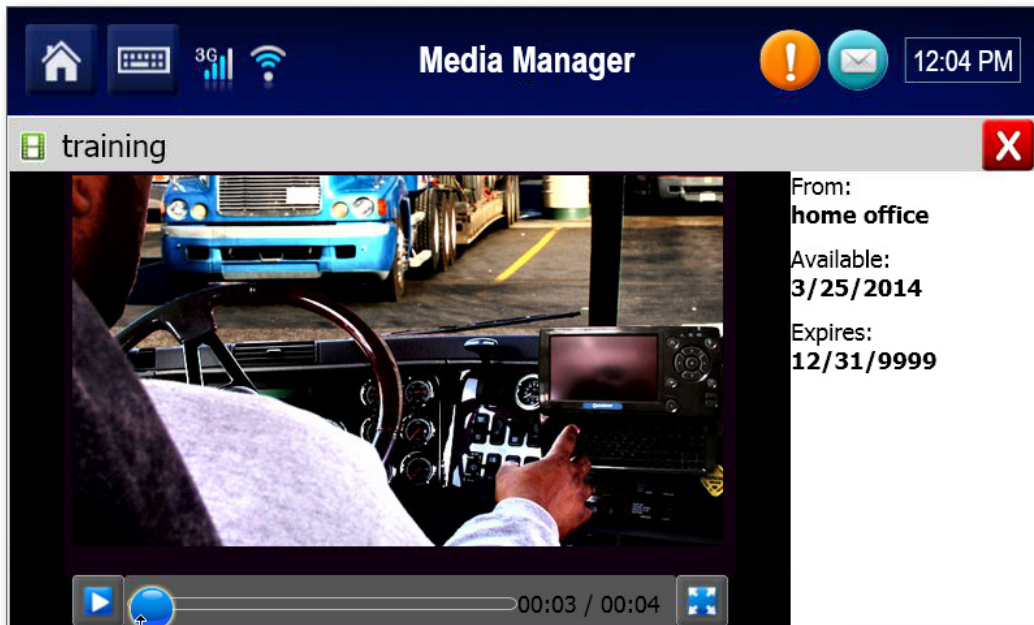 3G
Media Manager
!
12:04 PM
training
X
From:
home office
Available:
3/25/2014
Expires:
12/31/9999
00:03 / 00:04